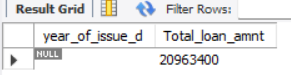 Result Grid Filter Rows:
year_of_issue_d Total_loan_amnt
NULL 20963400